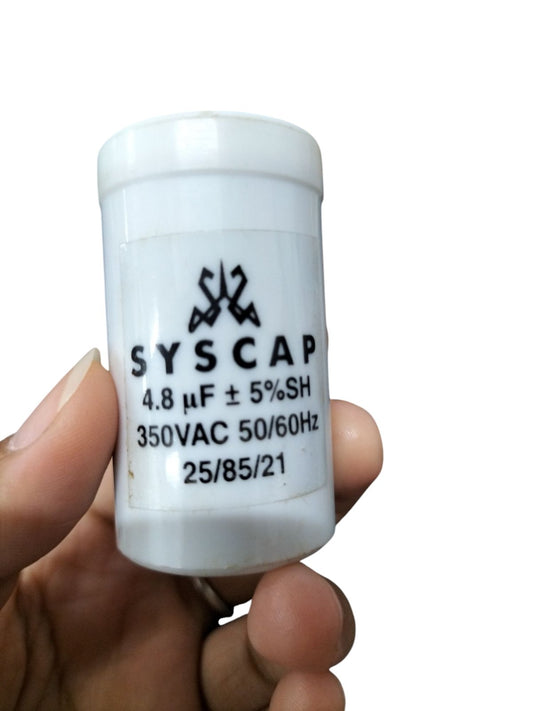 SYSCAP
4.8 µF ± 5%SH
350VAC 50/60Hz
25/85/21